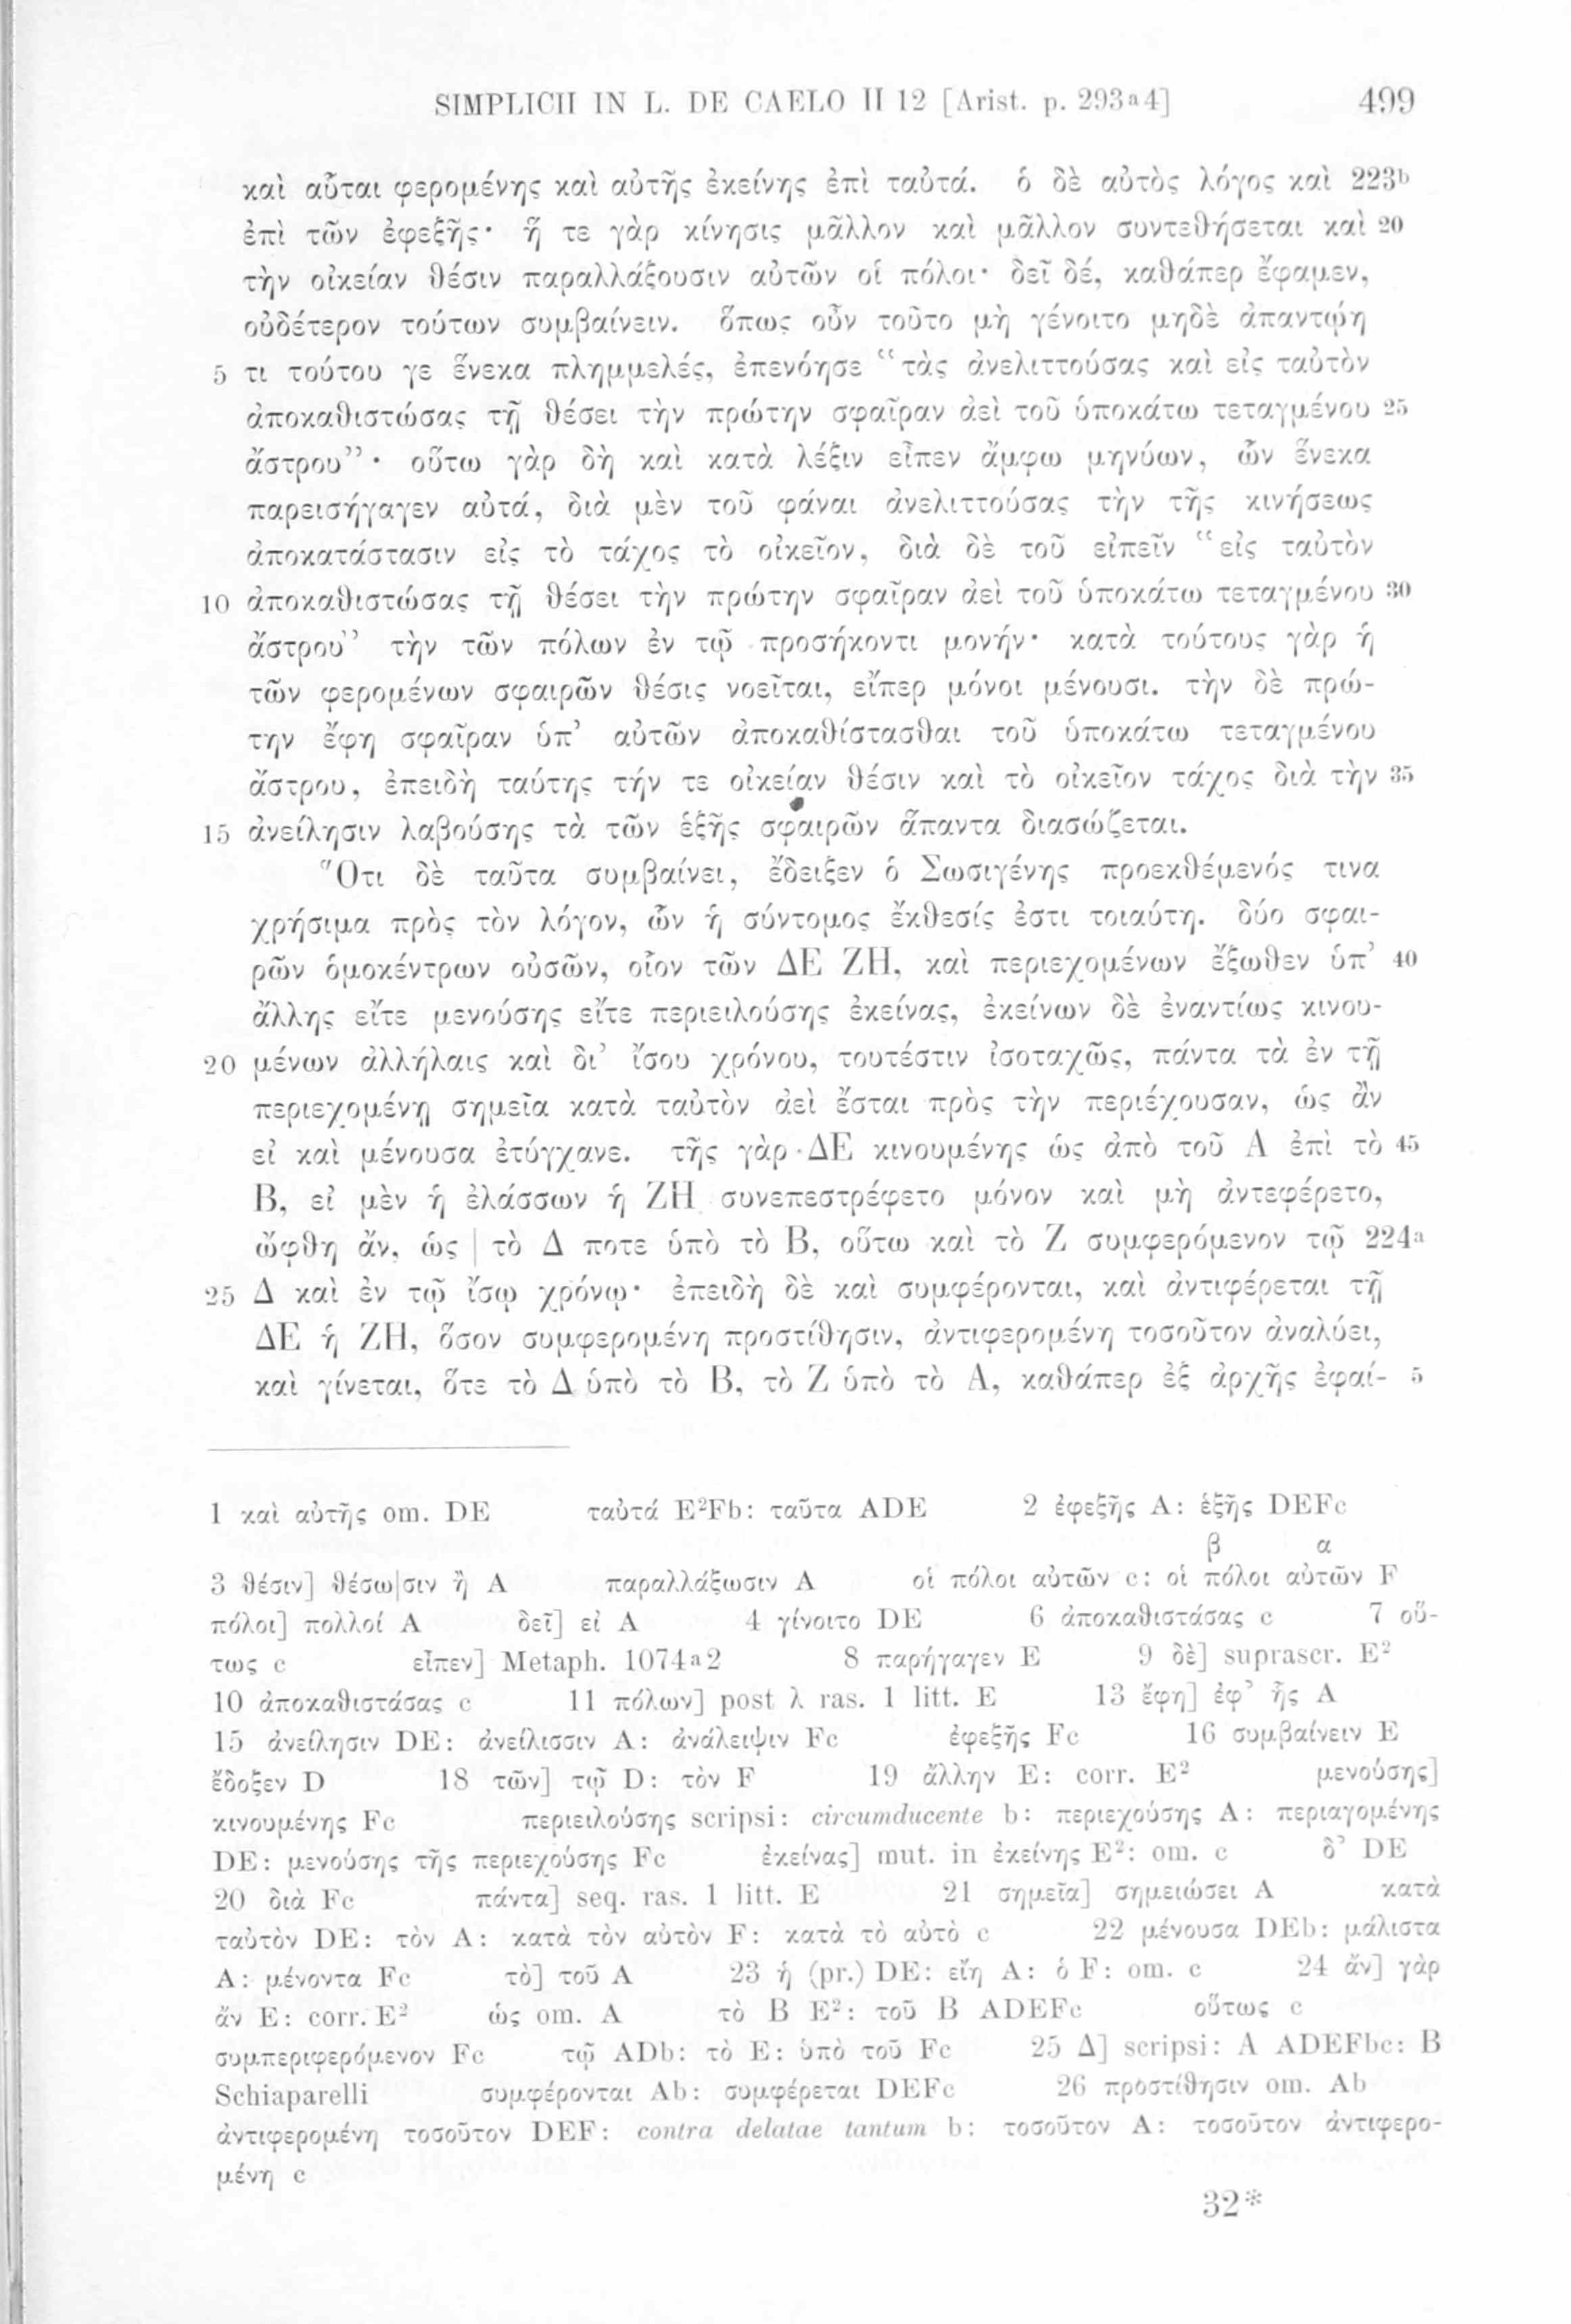 SIMPLICII IN L. DE CAELO II 12 [Arist. p. 293a4] 499
καὶ αὗται φερομένης καὶ αὐτῆς ἐκείνης ἐπὶ ταὐτά. ὁ δὲ αὐτὸς λόγος καὶ 223b
ἐπὶ τῶν ἐφεξῆς· ἥ τε γὰρ κίνησις μᾶλλον καὶ μᾶλλον συντεθήσεται καὶ 20
τὴν οἰκείαν θέσιν παραλλάξουσιν αὐτῶν οἱ πόλοι· δεῖ δέ, καθάπερ ἔφαμεν,
οὐδέτερον τούτων συμβαίνειν. ὅπως οὖν τοῦτο μὴ γένοιτο μηδὲ ἀπαντῴη
5 τι τούτου γε ἕνεκα πλημμελές, ἐπενόησε “τὰς ἀνελιττούσας καὶ εἰς ταὐτὸν
ἀποκαθιστώσας τῇ θέσει τὴν πρώτην σφαῖραν ἀεὶ τοῦ ὑποκάτω τεταγμένου 25
ἄστρου”· οὕτω γὰρ δὴ καὶ κατὰ λέξιν εἶπεν ἄμφω μηνύων, ὧν ἕνεκα
παρεισήγαγεν αὐτά, διὰ μὲν τοῦ φάναι ἀνελιττούσας τὴν τῆς κινήσεως
ἀποκατάστασιν εἰς τὸ τάχος τὸ οἰκεῖον, διὰ δὲ τοῦ εἰπεῖν “εἰς ταὐτὸν
10 ἀποκαθιστώσας τῇ θέσει τὴν πρώτην σφαῖραν ἀεὶ τοῦ ὑποκάτω τεταγμένου 30
ἄστρου” τὴν τῶν πόλων ἐν τῷ προσήκοντι μονήν· κατὰ τούτους γὰρ ἡ
τῶν φερομένων σφαιρῶν θέσις νοεῖται, εἴπερ μόνοι μένουσι. τὴν δὲ πρώ-
την ἔφη σφαῖραν ὑπ’ αὐτῶν ἀποκαθίστασθαι τοῦ ὑποκάτω τεταγμένου
ἄστρου, ἐπειδὴ ταύτης τήν τε οἰκείαν θέσιν καὶ τὸ οἰκεῖον τάχος διὰ τὴν 35
15 ἀνείλησιν λαβούσης τὰ τῶν ἑξῆς σφαιρῶν ἅπαντα διασώζεται.
Ὅτι δὲ ταῦτα συμβαίνει, ἔδειξεν ὁ Σωσιγένης προεκθέμενός τινα
χρήσιμα πρὸς τὸν λόγον, ὧν ἡ σύντομος ἔκθεσίς ἐστι τοιαύτη. δύο σφαι-
ρῶν ὁμοκέντρων οὐσῶν, οἷον τῶν ΔΕ ΖΗ, καὶ περιεχομένων ἔξωθεν ὑπ’ 40
ἄλλης εἴτε μενούσης εἴτε περιειλούσης ἐκείνας, ἐκείνων δὲ ἐναντίως κινου-
20 μένων ἀλλήλαις καὶ δι’ ἴσου χρόνου, τουτέστιν ἰσοταχῶς, πάντα τὰ ἐν τῇ
περιεχομένῃ σημεῖα κατὰ ταὐτὸν ἀεὶ ἔσται πρὸς τὴν περιέχουσαν, ὡς ἂν
εἰ καὶ μένουσα ἐτύγχανε. τῆς γὰρ ΔΕ κινουμένης ὡς ἀπὸ τοῦ Α ἐπὶ τὸ 45
Β, εἰ μὲν ἡ ἐλάσσων ἡ ΖΗ συνεπεστρέφετο μόνον καὶ μὴ ἀντεφέρετο,
ὤφθη ἄν, ὡς | τὸ Δ ποτε ὑπὸ τὸ Β, οὕτω καὶ τὸ Ζ συμφερόμενον τῷ 224a
25 Δ καὶ ἐν τῷ ἴσῳ χρόνῳ· ἐπειδὴ δὲ καὶ συμφέρονται, καὶ ἀντιφέρεται τῇ
ΔΕ ἡ ΖΗ, ὅσον συμφερομένη προστίθησιν, ἀντιφερομένη τοσοῦτον ἀναλύει,
καὶ γίνεται, ὅτε τὸ Δ ὑπὸ τὸ Β, τὸ Ζ ὑπὸ τὸ Α, καθάπερ ἐξ ἀρχῆς ἐφαί- 5
1 καὶ αὐτῆς om. DE ταὐτά E²Fb: ταῦτα ADE 2 ἐφεξῆς A: ἑξῆς DEFc
β α
3 θέσιν] θέσω|σιν ἢ A παραλλάξωσιν A οἱ πόλοι αὐτῶν c: οἱ πόλοι αὐτῶν F
πόλοι] πολλοί A δεῖ] εἰ A 4 γίνοιτο DE 6 ἀποκαθιστάσας c 7 οὕ-
τως c εἶπεν] Metaph. 1074a2 8 παρήγαγεν E 9 δὲ] suprascr. E²
10 ἀποκαθιστάσας c 11 πόλων] post λ ras. 1 litt. E 13 ἔφη] ἐφ’ ἧς A
15 ἀνείλησιν DE: ἀνείλισσιν A: ἀνάλειψιν Fc ἐφεξῆς Fc 16 συμβαίνειν E
ἔδοξεν D 18 τῶν] τῷ D: τὸν F 19 ἄλλην E: corr. E² μενούσης]
κινουμένης Fc περιειλούσης scripsi: circumducente b: περιεχούσης A: περιαγομένης
DE: μενούσης τῆς περιεχούσης Fc ἐκείνας] mut. in ἐκείνης E²: om. c δ’ DE
20 διὰ Fc πάντα] seq. ras. 1 litt. E 21 σημεῖα] σημειώσει A κατὰ
ταὐτὸν DE: τὸν A: κατὰ τὸν αὐτὸν F: κατὰ τὸ αὐτὸ c 22 μένουσα DEb: μάλιστα
A: μένοντα Fc τὸ] τοῦ A 23 ἡ (pr.) DE: εἴη A: ὁ F: om. c 24 ἄν] γὰρ
ἄν E: corr. E² ὡς om. A τὸ Β E²: τοῦ Β ADEFc οὕτως c
συμπεριφερόμενον Fc τῷ ADb: τὸ E: ὑπὸ τοῦ Fc 25 Δ] scripsi: Α ADEFbc: Β
Schiaparelli συμφέρονται Ab: συμφέρεται DEFc 26 προστίθησιν om. Ab
ἀντιφερομένη τοσοῦτον DEF: contra delatae tantum b: τοσοῦτον A: τοσοῦτον ἀντιφερο-
μένη c
32*